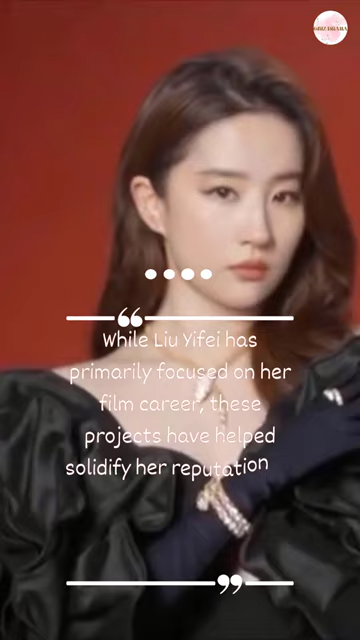 While Liu Yifei has
primarily focused on her
film career, these
projects have helped
solidify her reputation